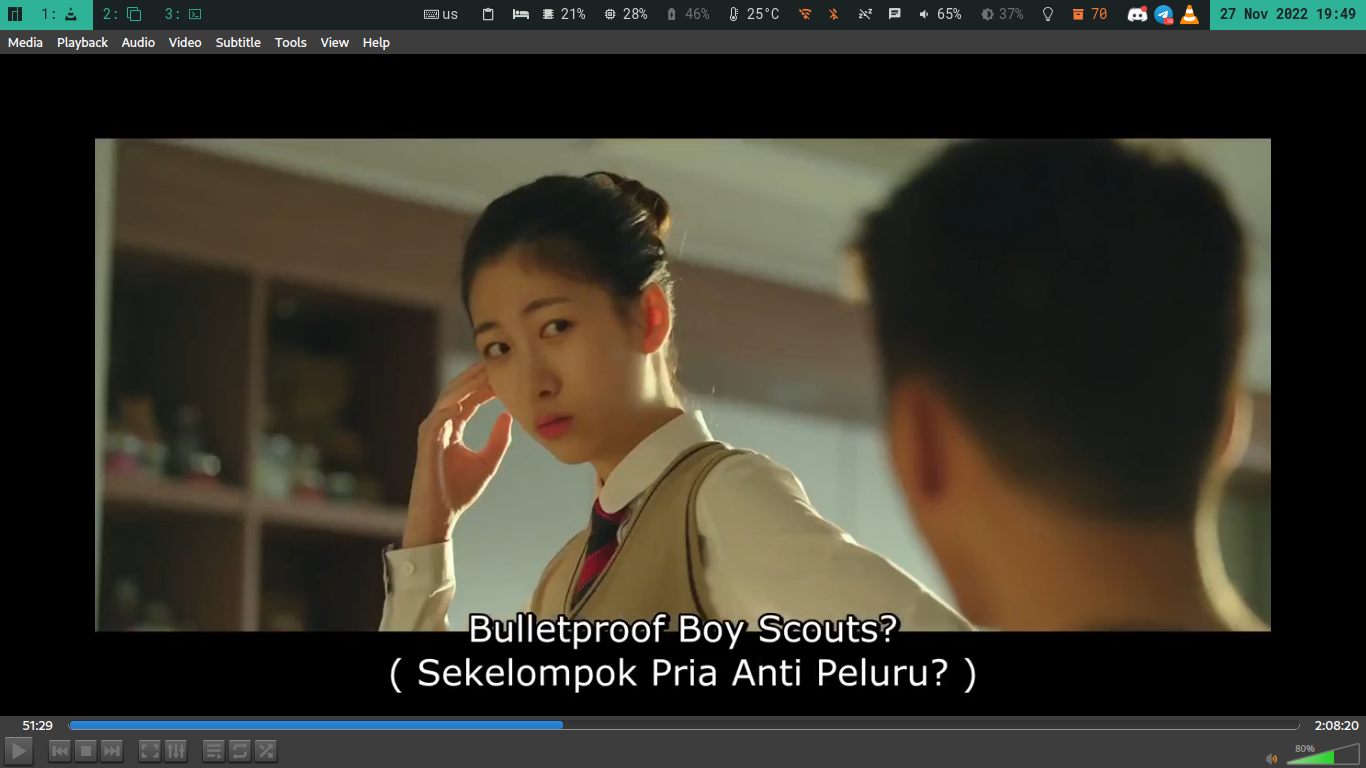 1:
2:
3:
us
21%
28%
46%
25°C
65%
37%
70
27 Nov 2022 19:49
Media Playback Audio Video Subtitle Tools View Help
Bulletproof Boy Scouts?
( Sekelompok Pria Anti Peluru? )
51:29
2:08:20
80%